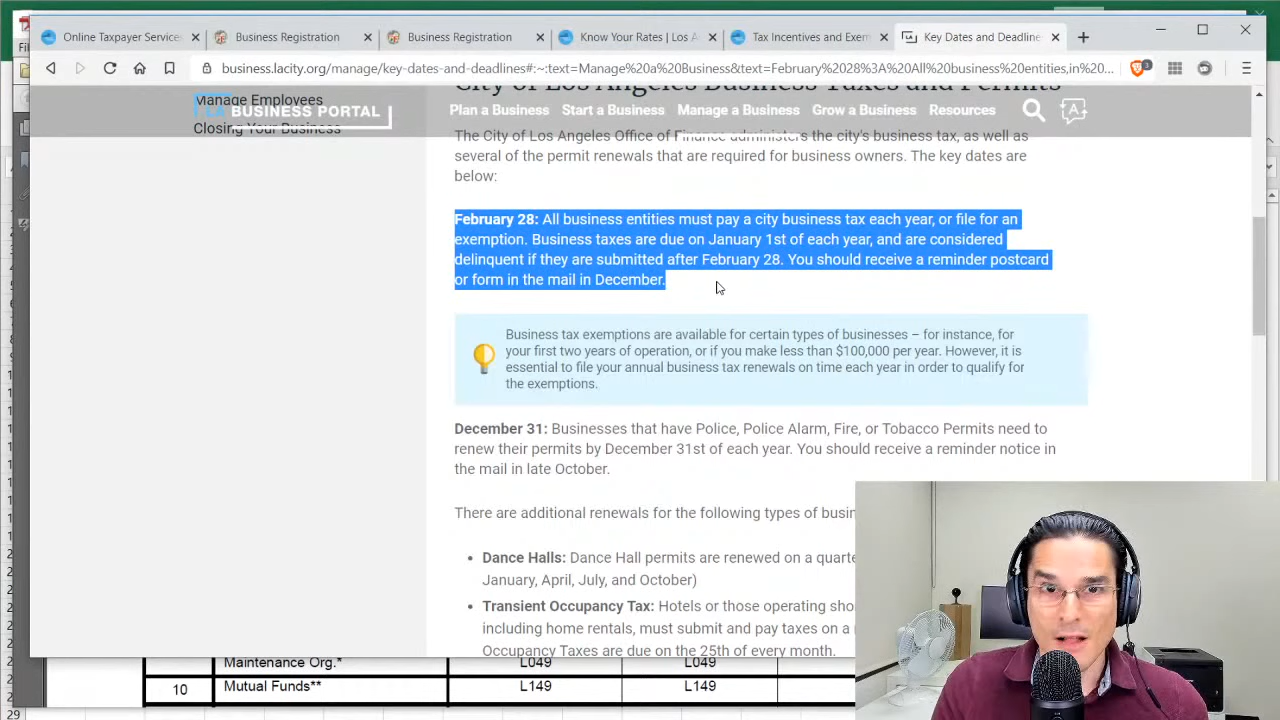 Online Taxpayer Service
Business Registration
Business Registration
Know Your Rates | Los A
Tax Incentives and Exem
Key Dates and Deadline
business.lacity.org/manage/key-dates-and-deadlines#:~:text=Manage%20a%20Business&text=February%2028%3A%20All%20business%20entities,in%20...
3
Manage Employees
LA BUSINESS PORTAL
Closing Your Business
Plan a Business Start a Business Manage a Business Grow a Business Resources
City of Los Angeles Business Taxes and Permits
The City of Los Angeles Office of Finance administers the city's business tax, as well as
several of the permit renewals that are required for business owners. The key dates are
below:
February 28: All business entities must pay a city business tax each year, or file for an
exemption. Business taxes are due on January 1st of each year, and are considered
delinquent if they are submitted after February 28. You should receive a reminder postcard
or form in the mail in December.
Business tax exemptions are available for certain types of businesses – for instance, for
your first two years of operation, or if you make less than $100,000 per year. However, it is
essential to file your annual business tax renewals on time each year in order to qualify for
the exemptions.
December 31: Businesses that have Police, Police Alarm, Fire, or Tobacco Permits need to
renew their permits by December 31st of each year. You should receive a reminder notice in
the mail in late October.
There are additional renewals for the following types of busin
• Dance Halls: Dance Hall permits are renewed on a quarte
January, April, July, and October)
• Transient Occupancy Tax: Hotels or those operating sho
including home rentals, must submit and pay taxes on a
Occupancy Taxes are due on the 25th of every month.
Maintenance Org.* L049 L049
10 Mutual Funds** L149 L149
29